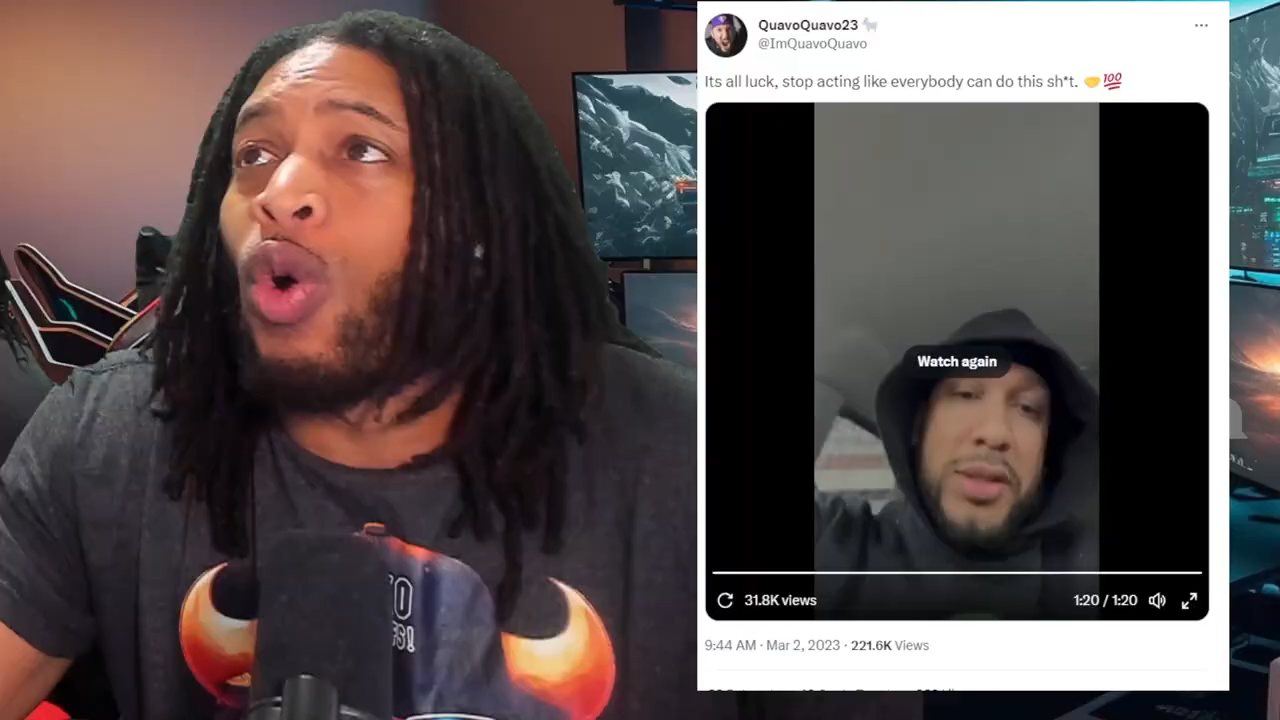 QuavoQuavo23 🐐
@ImQuavoQuavo
Its all luck, stop acting like everybody can do this sh*t. 🤝💯
Watch again
31.8K views
1:20 / 1:20
9:44 AM · Mar 2, 2023 · 221.6K Views